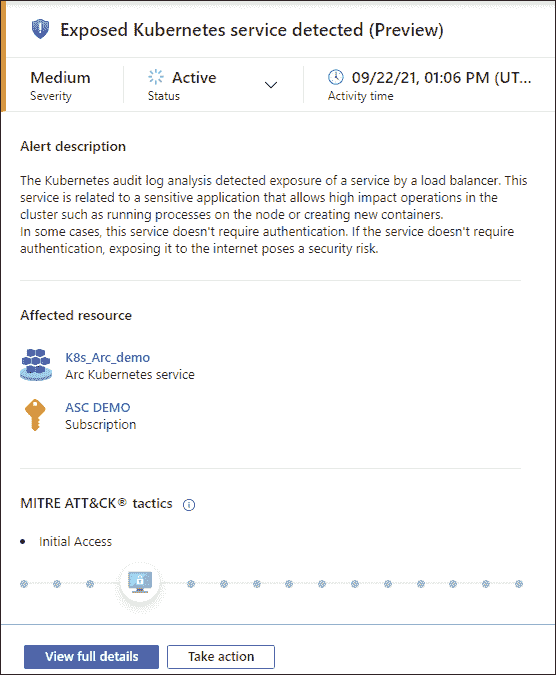 Exposed Kubernetes service detected (Preview)
Medium
Severity
Active
Status
09/22/21, 01:06 PM (UT...
Activity time
Alert description
The Kubernetes audit log analysis detected exposure of a service by a load balancer. This
service is related to a sensitive application that allows high impact operations in the
cluster such as running processes on the node or creating new containers.
In some cases, this service doesn't require authentication. If the service doesn't require
authentication, exposing it to the internet poses a security risk.
Affected resource
K8s_Arc_demo
Arc Kubernetes service
ASC DEMO
Subscription
MITRE ATT&CK® tactics
• Initial Access
View full details
Take action